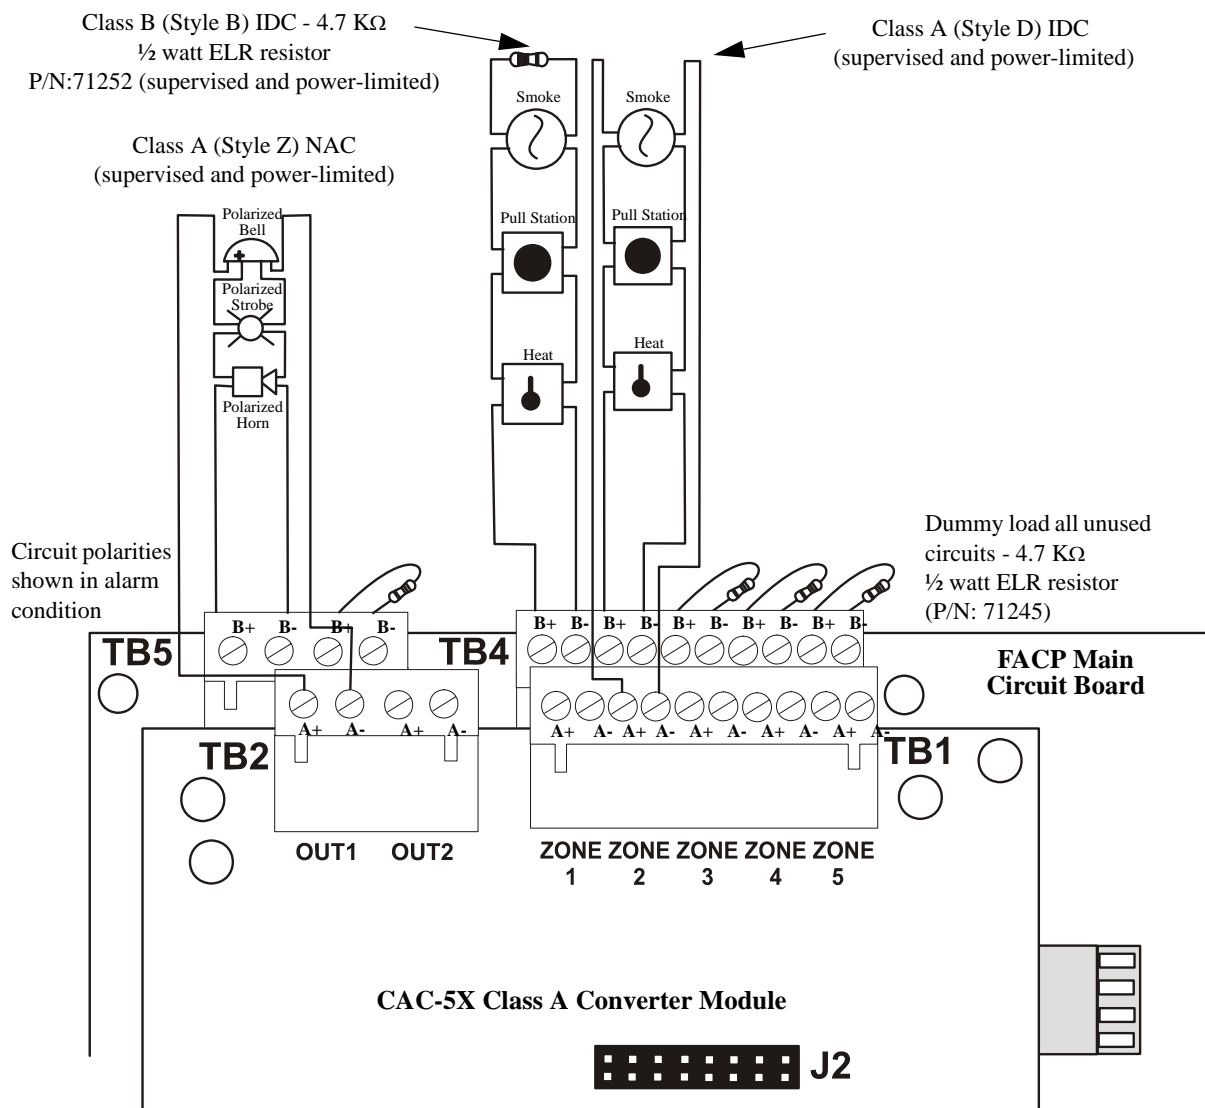 Class B (Style B) IDC - 4.7 KΩ
½ watt ELR resistor
P/N:71252 (supervised and power-limited)
Class A (Style D) IDC
(supervised and power-limited)
Class A (Style Z) NAC
(supervised and power-limited)
Smoke
Smoke
Pull Station
Pull Station
Heat
Heat
Polarized
Bell
+
Polarized
Strobe
Polarized
Horn
Circuit polarities
shown in alarm
condition
Dummy load all unused
circuits - 4.7 KΩ
½ watt ELR resistor
(P/N: 71245)
TB5
B+ B- B+ B-
TB4
B+ B- B+ B- B+ B- B+ B- B+ B-
FACP Main
Circuit Board
TB2
A+ A- A+ A-
A+ A- A+ A- A+ A- A+ A- A+ A-
TB1
OUT1 OUT2
ZONE ZONE ZONE ZONE ZONE
1 2 3 4 5
CAC-5X Class A Converter Module
J2